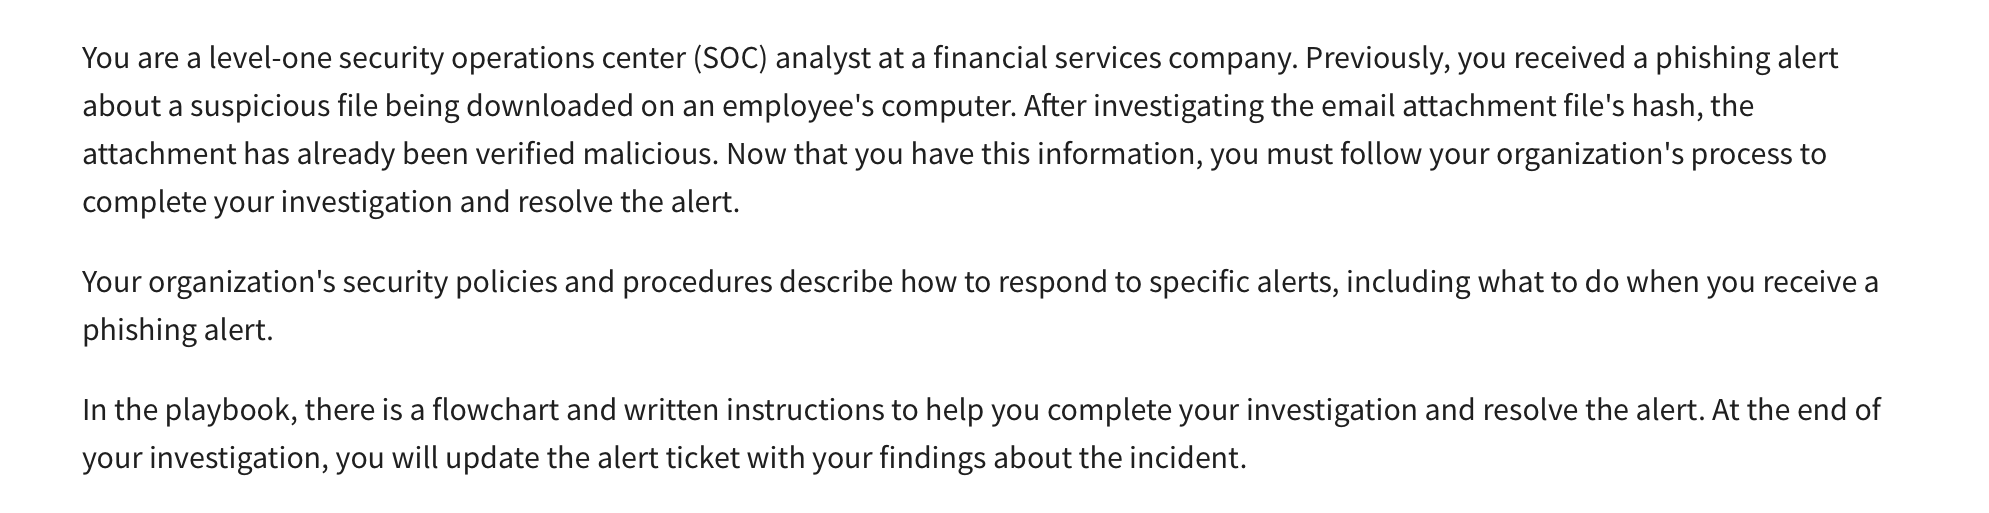 You are a level-one security operations center (SOC) analyst at a financial services company. Previously, you received a phishing alert
about a suspicious file being downloaded on an employee's computer. After investigating the email attachment file's hash, the
attachment has already been verified malicious. Now that you have this information, you must follow your organization's process to
complete your investigation and resolve the alert.
Your organization's security policies and procedures describe how to respond to specific alerts, including what to do when you receive a
phishing alert.
In the playbook, there is a flowchart and written instructions to help you complete your investigation and resolve the alert. At the end of
your investigation, you will update the alert ticket with your findings about the incident.